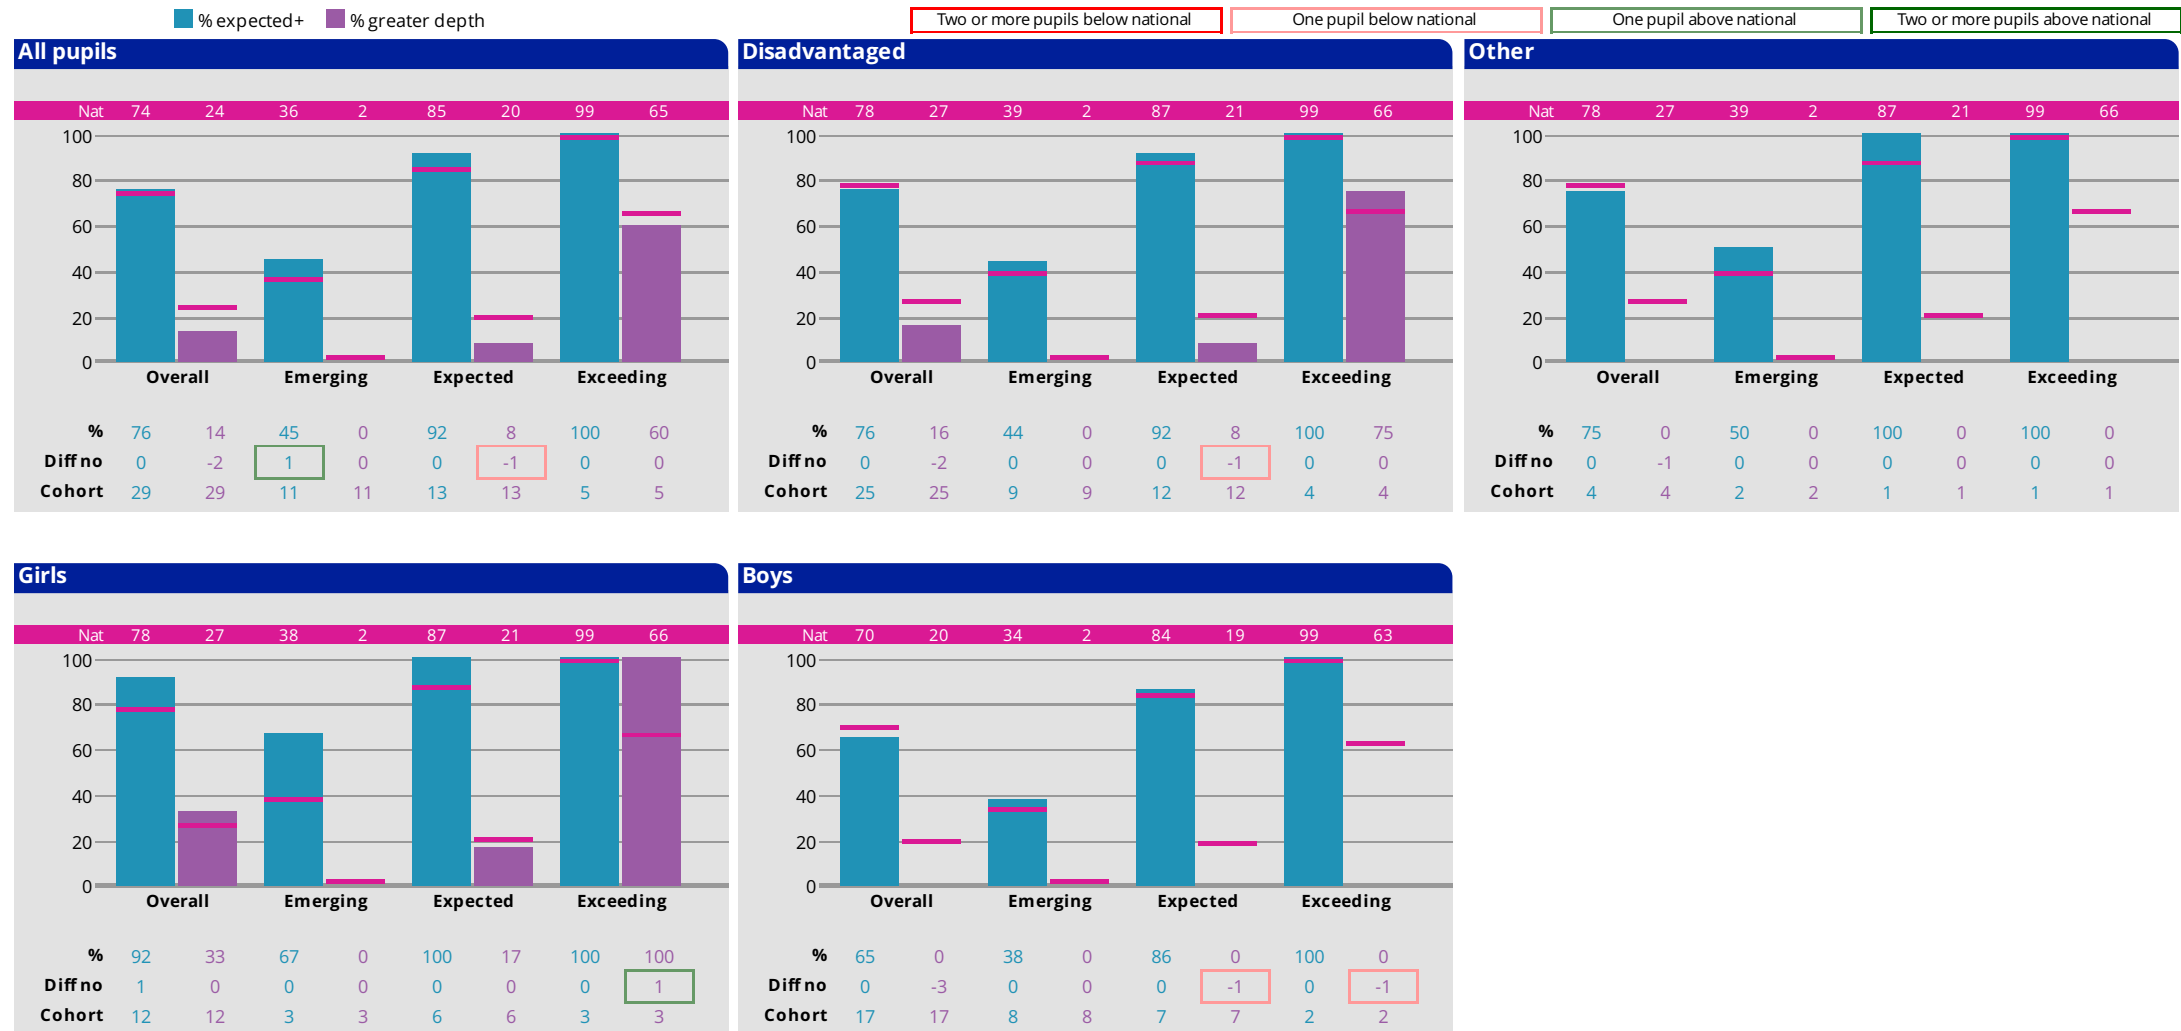 % expected+ % greater depth
Two or more pupils below national One pupil below national One pupil above national Two or more pupils above national
All pupils
Nat 74 24 36 2 85 20 99 65
100
80
60
40
20
0
Overall Emerging Expected Exceeding
% 76 14 45 0 92 8 100 60
Diff no 0 -2 1 0 0 -1 0 0
Cohort 29 29 11 11 13 13 5 5
Disadvantaged
Nat 78 27 39 2 87 21 99 66
100
80
60
40
20
0
Overall Emerging Expected Exceeding
% 76 16 44 0 92 8 100 75
Diff no 0 -2 0 0 0 -1 0 0
Cohort 25 25 9 9 12 12 4 4
Other
Nat 78 27 39 2 87 21 99 66
100
80
60
40
20
0
Overall Emerging Expected Exceeding
% 75 0 50 0 100 0 100 0
Diff no 0 -1 0 0 0 0 0 0
Cohort 4 4 2 2 1 1 1 1
Girls
Nat 78 27 38 2 87 21 99 66
100
80
60
40
20
0
Overall Emerging Expected Exceeding
% 92 33 67 0 100 17 100 100
Diff no 1 0 0 0 0 0 0 1
Cohort 12 12 3 3 6 6 3 3
Boys
Nat 70 20 34 2 84 19 99 63
100
80
60
40
20
0
Overall Emerging Expected Exceeding
% 65 0 38 0 86 0 100 0
Diff no 0 -3 0 0 0 -1 0 -1
Cohort 17 17 8 8 7 7 2 2